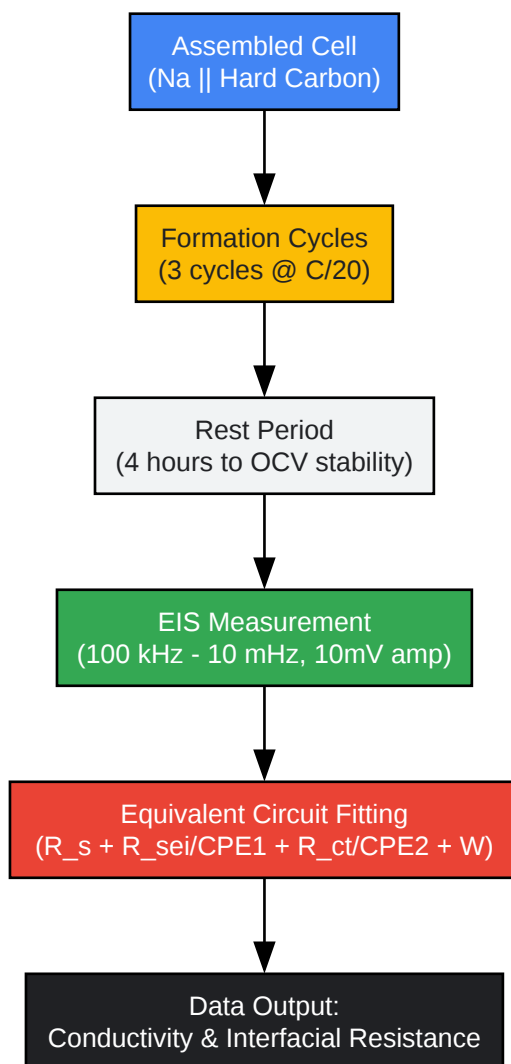 Assembled Cell
(Na || Hard Carbon)
Formation Cycles
(3 cycles @ C/20)
Rest Period
(4 hours to OCV stability)
EIS Measurement
(100 kHz - 10 mHz, 10mV amp)
Equivalent Circuit Fitting
(R_s + R_sei/CPE1 + R_ct/CPE2 + W)
Data Output:
Conductivity & Interfacial Resistance